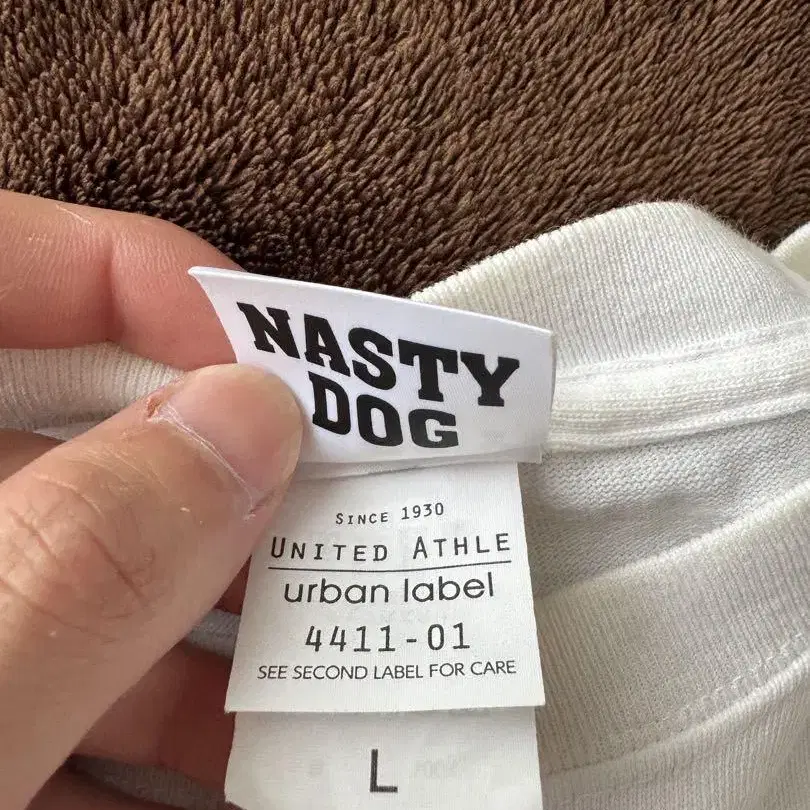 NASTY
DOG
SINCE 1930
UNITED ATHLE
urban label
4411-01
SEE SECOND LABEL FOR CARE
L